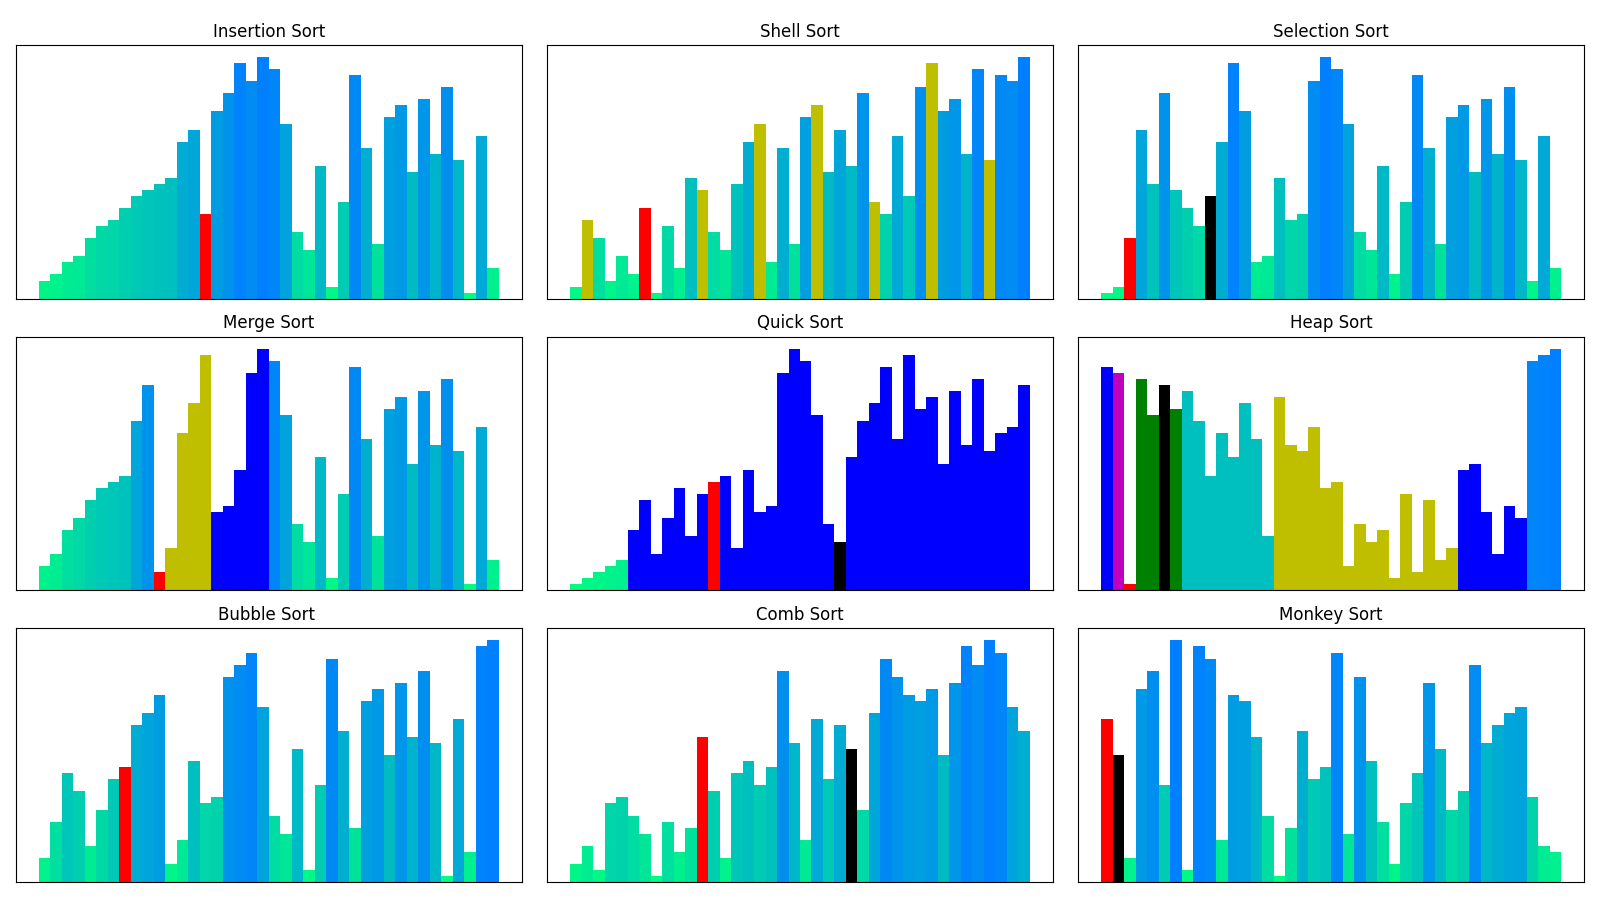 Insertion Sort
Shell Sort
Selection Sort
Merge Sort
Quick Sort
Heap Sort
Bubble Sort
Comb Sort
Monkey Sort